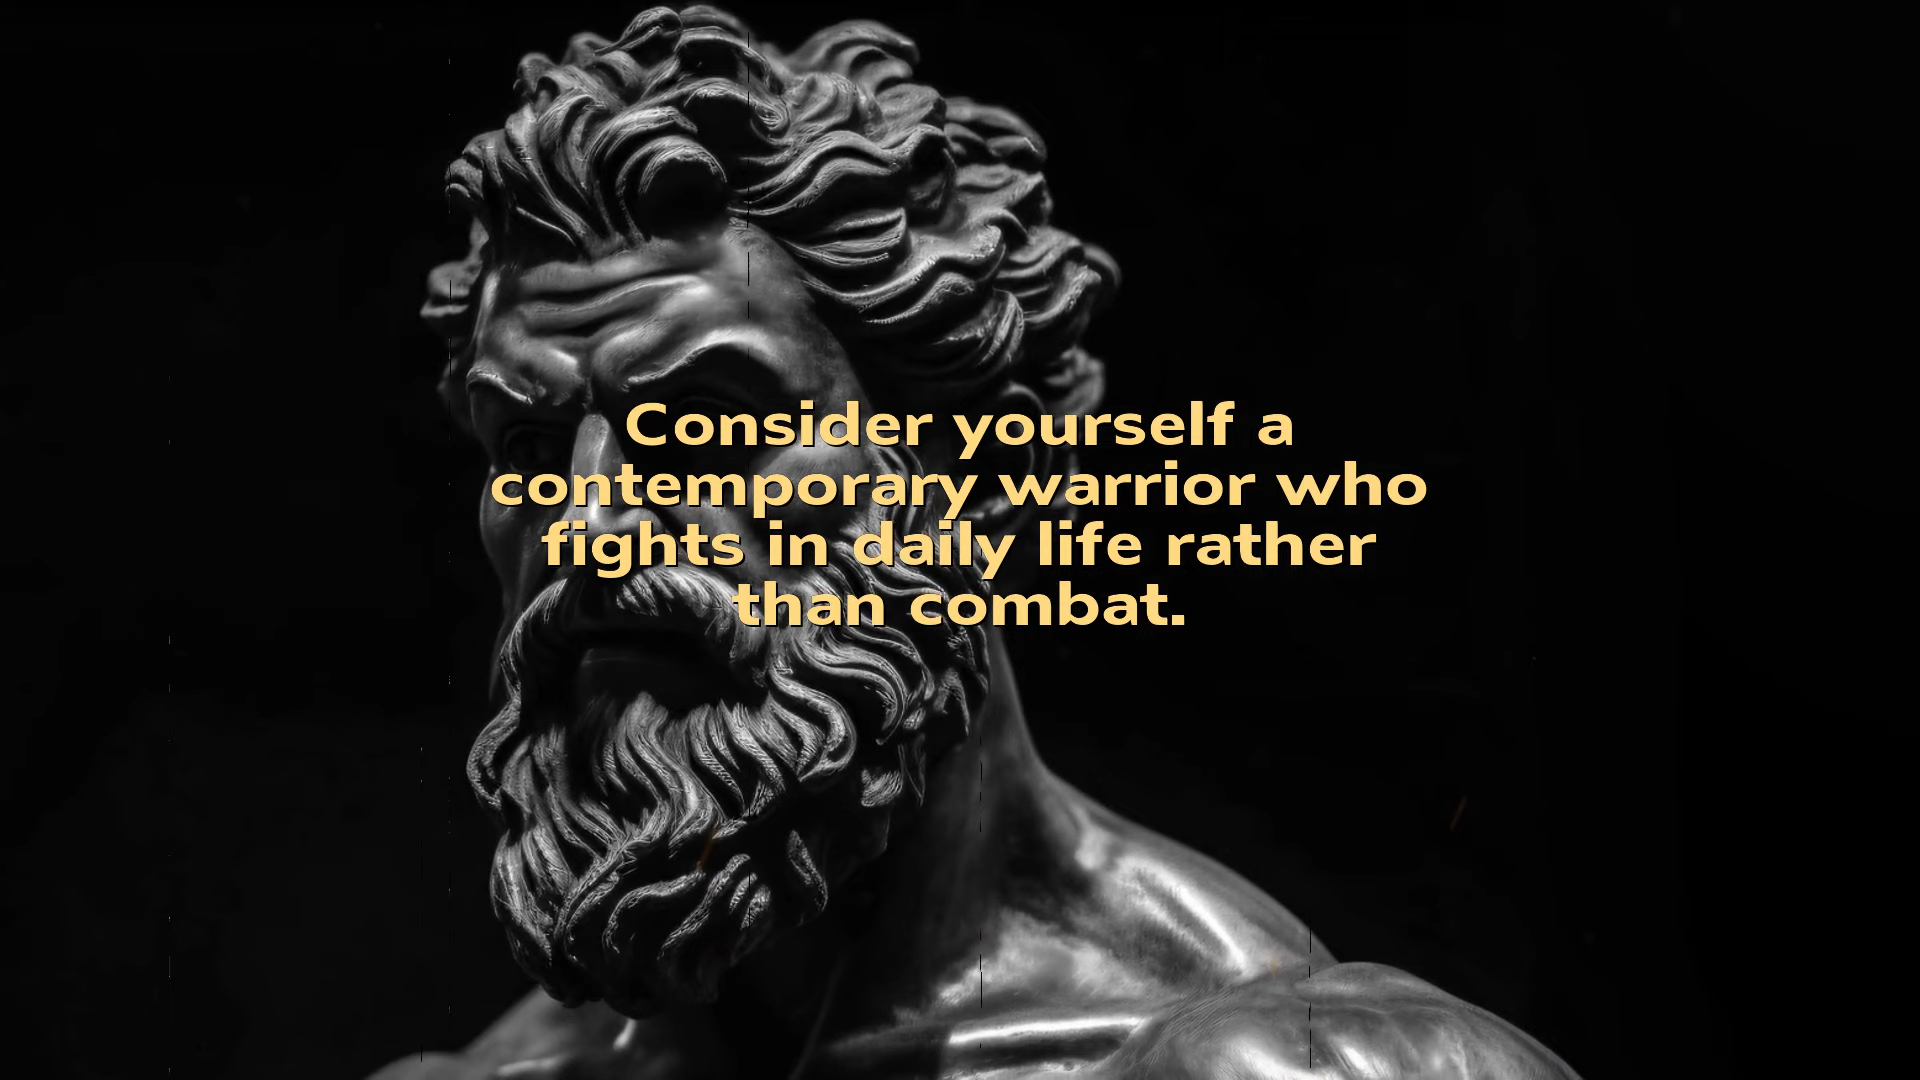 Consider yourself a
contemporary warrior who
fights in daily life rather
than combat.